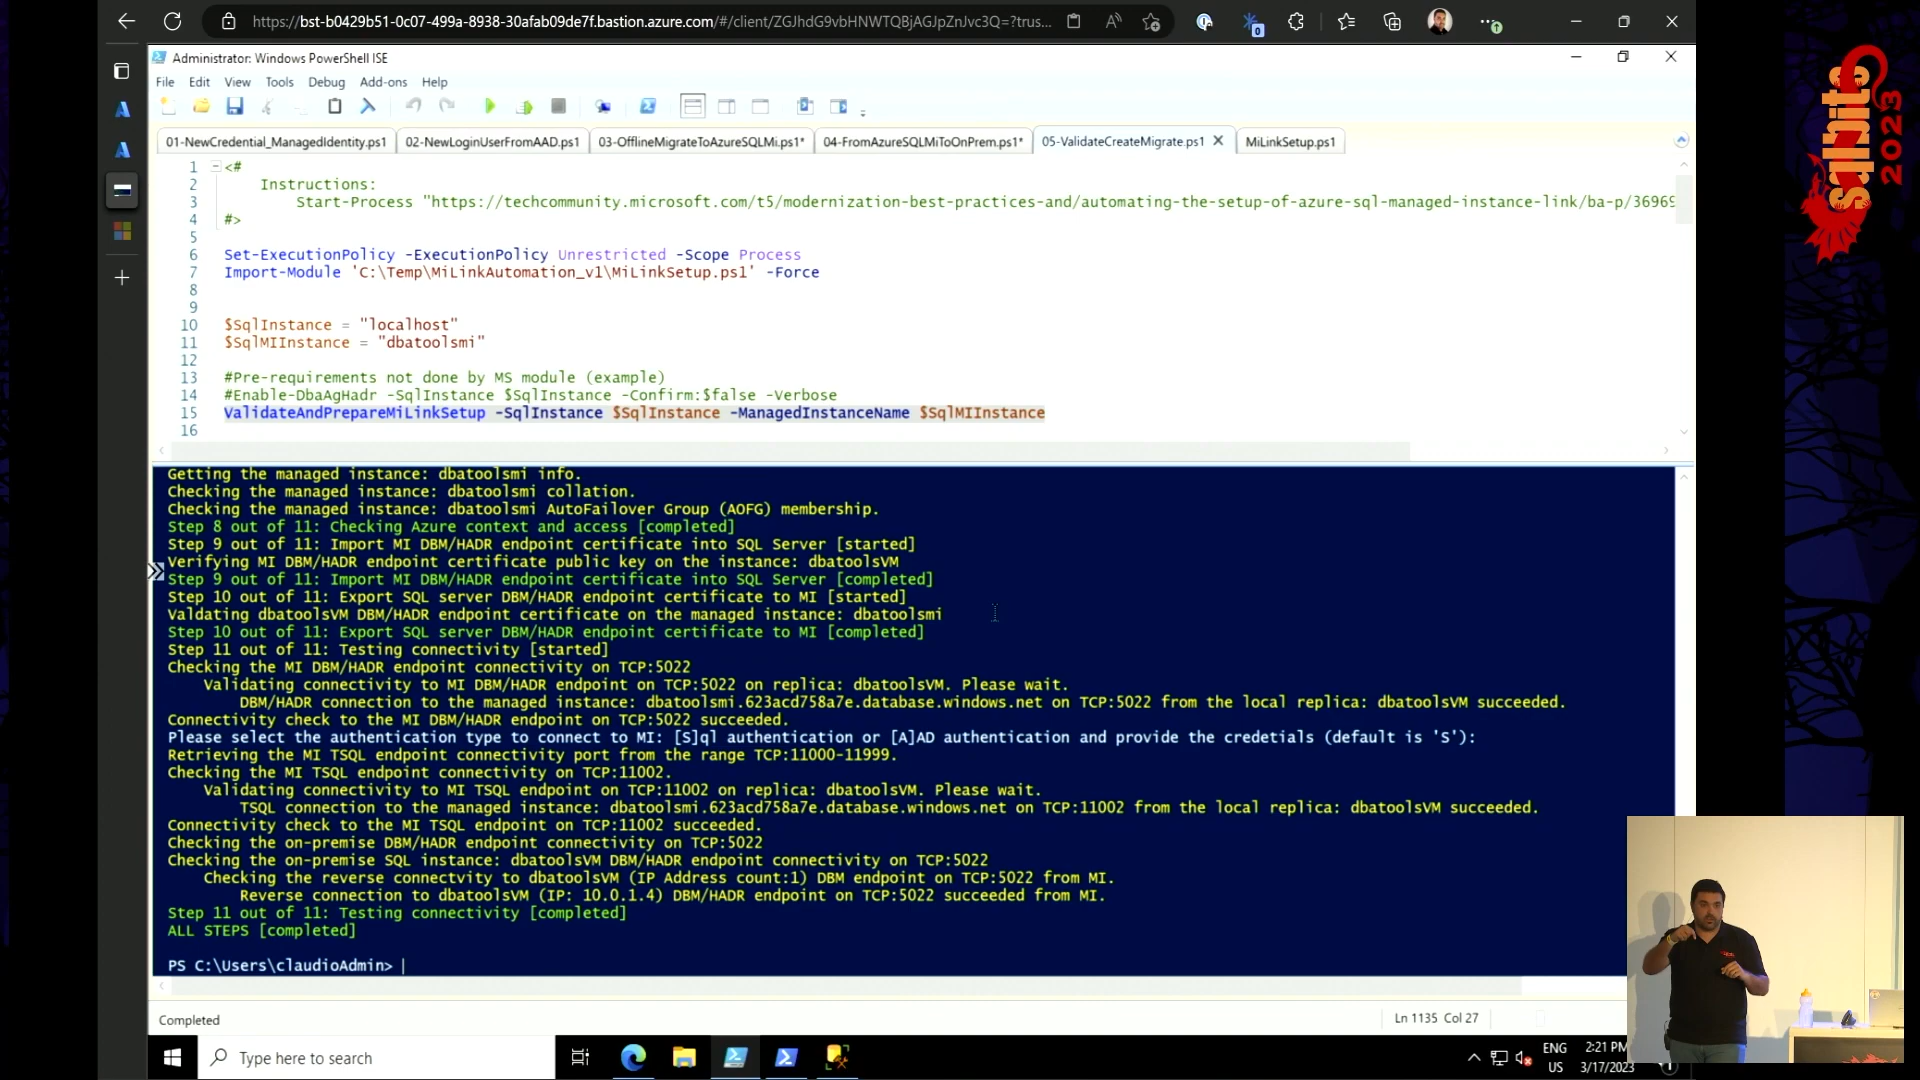 https://bst-b0429b51-0c07-499a-8938-30afab09de7f.bastion.azure.com/#/client/ZGJhdG9vbHNWTQBjAGJpZnJvc3Q=?trus...
Administrator: Windows PowerShell ISE
File Edit View Tools Debug Add-ons Help
01-NewCredential_ManagedIdentity.ps1 02-NewLoginUserFromAAD.ps1 03-OfflineMigrateToAzureSQLMi.ps1* 04-FromAzureSQLMiToOnPrem.ps1* 05-ValidateCreateMigrate.ps1 MiLinkSetup.ps1
1 <#
2 Instructions:
3 Start-Process "https://techcommunity.microsoft.com/t5/modernization-best-practices-and/automating-the-setup-of-azure-sql-managed-instance-link/ba-p/36969
4 #>
5
6 Set-ExecutionPolicy -ExecutionPolicy Unrestricted -Scope Process
7 Import-Module 'C:\Temp\MiLinkAutomation_v1\MiLinkSetup.ps1' -Force
8
9
10 $SqlInstance = "localhost"
11 $SqlMIInstance = "dbatoolsmi"
12
13 #Pre-requirements not done by MS module (example)
14 #Enable-DbaAgHadr -SqlInstance $SqlInstance -Confirm:$false -Verbose
15 ValidateAndPrepareMiLinkSetup -SqlInstance $SqlInstance -ManagedInstanceName $SqlMIInstance
16
Getting the managed instance: dbatoolsmi info.
Checking the managed instance: dbatoolsmi collation.
Checking the managed instance: dbatoolsmi AutoFailover Group (AOFG) membership.
Step 8 out of 11: Checking Azure context and access [completed]
Step 9 out of 11: Import MI DBM/HADR endpoint certificate into SQL Server [started]
Verifying MI DBM/HADR endpoint certificate public key on the instance: dbatoolsVM
Step 9 out of 11: Import MI DBM/HADR endpoint certificate into SQL Server [completed]
Step 10 out of 11: Export SQL server DBM/HADR endpoint certificate to MI [started]
Valdating dbatoolsVM DBM/HADR endpoint certificate on the managed instance: dbatoolsmi
Step 10 out of 11: Export SQL server DBM/HADR endpoint certificate to MI [completed]
Step 11 out of 11: Testing connectivity [started]
Checking the MI DBM/HADR endpoint connectivity on TCP:5022
Validating connectivity to MI DBM/HADR endpoint on TCP:5022 on replica: dbatoolsVM. Please wait.
DBM/HADR connection to the managed instance: dbatoolsmi.623acd758a7e.database.windows.net on TCP:5022 from the local replica: dbatoolsVM succeeded.
Connectivity check to the MI DBM/HADR endpoint on TCP:5022 succeeded.
Please select the authentication type to connect to MI: [S]ql authentication or [A]AD authentication and provide the credetials (default is 'S'):
Retrieving the MI TSQL endpoint connectivity port from the range TCP:11000-11999.
Checking the MI TSQL endpoint connectivity on TCP:11002.
Validating connectivity to MI TSQL endpoint on TCP:11002 on replica: dbatoolsVM. Please wait.
TSQL connection to the managed instance: dbatoolsmi.623acd758a7e.database.windows.net on TCP:11002 from the local replica: dbatoolsVM succeeded.
Connectivity check to the MI TSQL endpoint on TCP:11002 succeeded.
Checking the on-premise DBM/HADR endpoint connectivity on TCP:5022
Checking the on-premise SQL instance: dbatoolsVM DBM/HADR endpoint connectivity on TCP:5022
Checking the reverse connectvity to dbatoolsVM (IP Address count:1) DBM endpoint on TCP:5022 from MI.
Reverse connection to dbatoolsVM (IP: 10.0.1.4) DBM/HADR endpoint on TCP:5022 succeeded from MI.
Step 11 out of 11: Testing connectivity [completed]
ALL STEPS [completed]
PS C:\Users\claudioAdmin>
Completed
Ln 1135 Col 27
Type here to search
ENG
US
2:21 PM
3/17/2023
sqlbits
2023